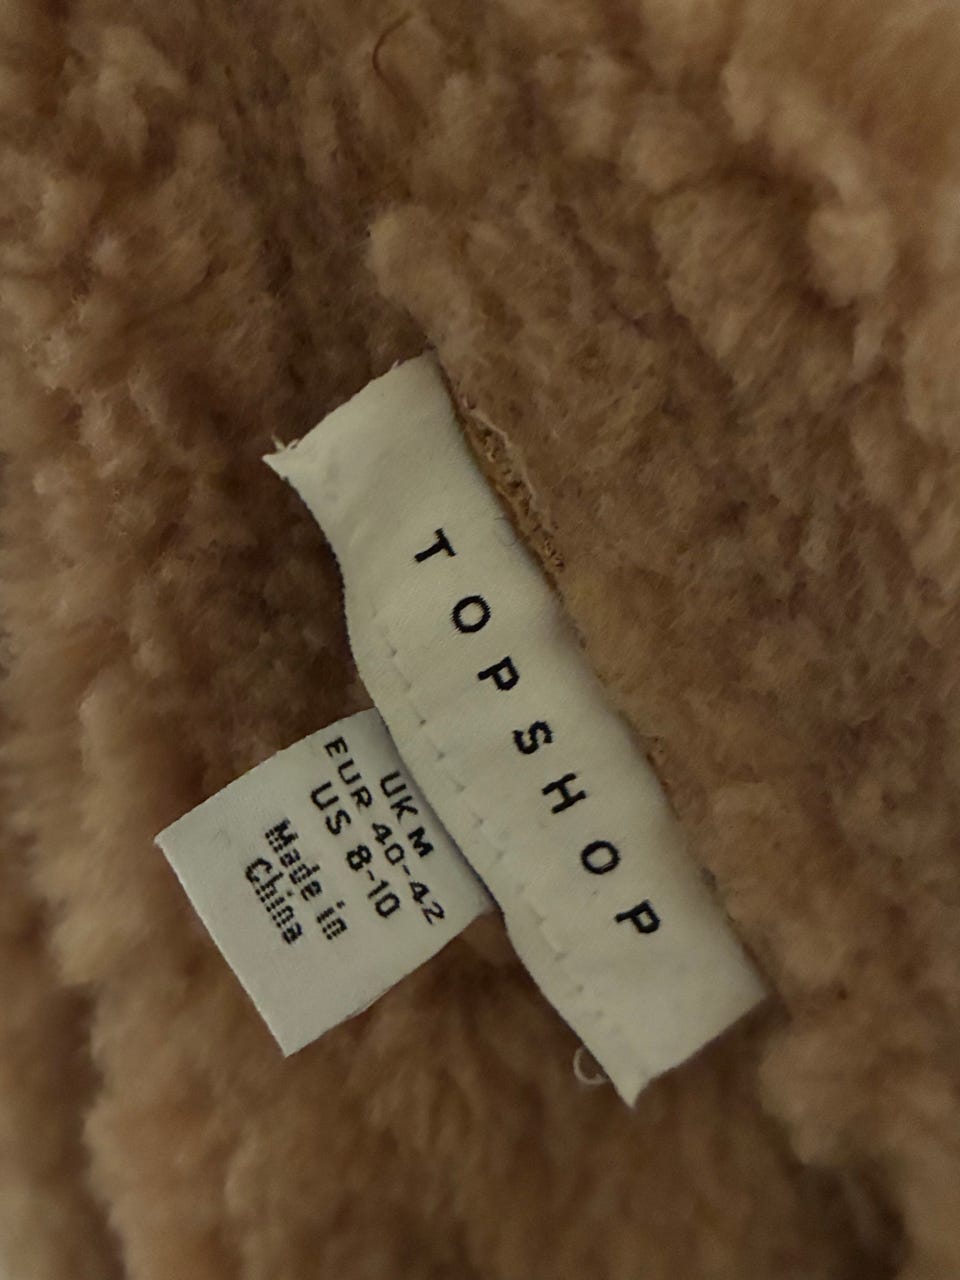 TOPSHOP
UK M
EUR 40-42
US 8-10
Made in
China